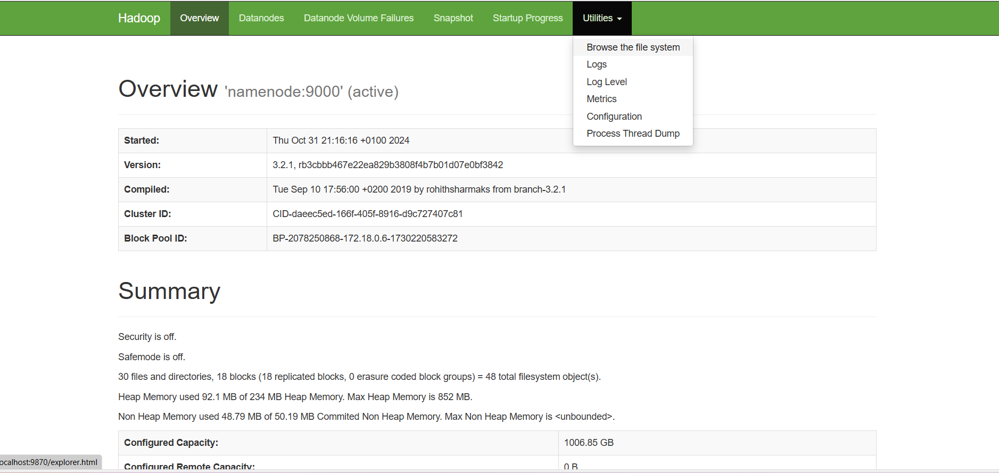 Hadoop Overview Datanodes Datanode Volume Failures Snapshot Startup Progress Utilities
Browse the file system
Logs
Log Level
Metrics
Configuration
Process Thread Dump
Overview 'namenode:9000' (active)
Started: Thu Oct 31 21:16:16 +0100 2024
Version: 3.2.1, rb3cbbb467e22ea829b3808f4b7b01d07e0bf3842
Compiled: Tue Sep 10 17:56:00 +0200 2019 by rohithsharmaks from branch-3.2.1
Cluster ID: CID-daeec5ed-166f-405f-8916-d9c727407c81
Block Pool ID: BP-2078250868-172.18.0.6-1730220583272
Summary
Security is off.
Safemode is off.
30 files and directories, 18 blocks (18 replicated blocks, 0 erasure coded block groups) = 48 total filesystem object(s).
Heap Memory used 92.1 MB of 234 MB Heap Memory. Max Heap Memory is 852 MB.
Non Heap Memory used 48.79 MB of 50.19 MB Commited Non Heap Memory. Max Non Heap Memory is <unbounded>.
Configured Capacity: 1006.85 GB
Configured Remote Capacity: 0 B
ocalhost:9870/explorer.html